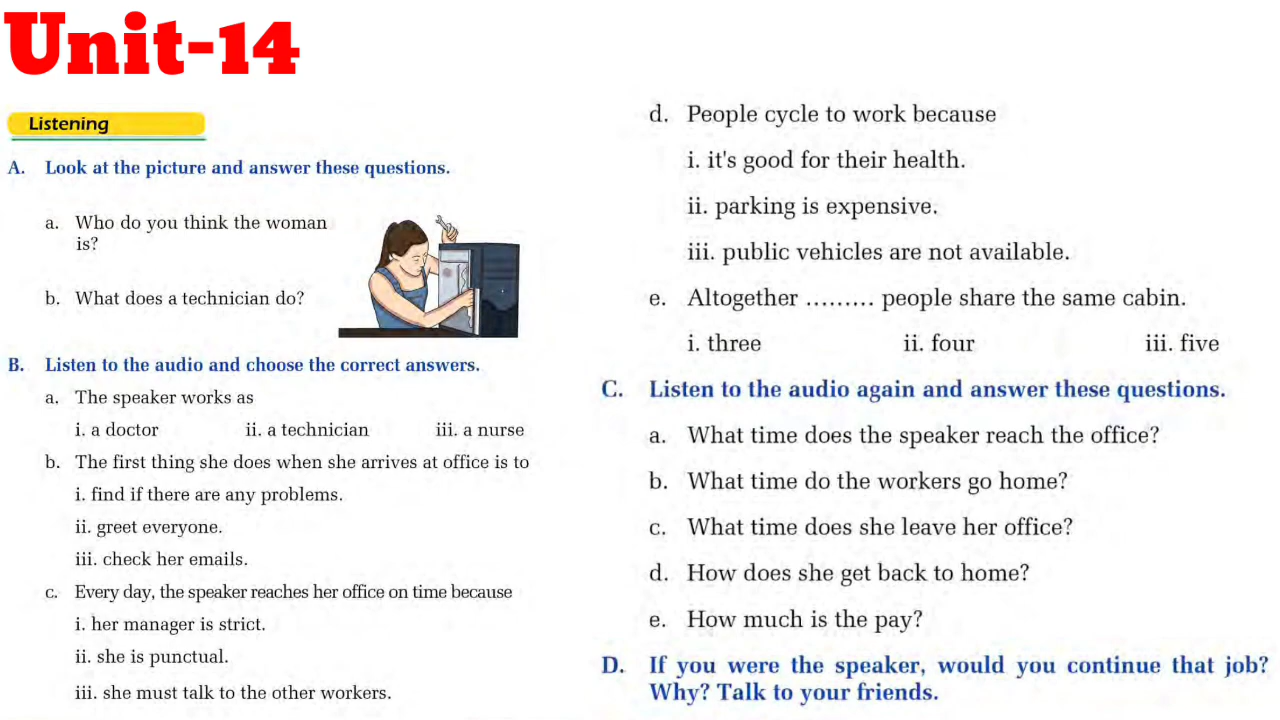 Unit-14
Listening
A. Look at the picture and answer these questions.
a. Who do you think the woman
is?
b. What does a technician do?
B. Listen to the audio and choose the correct answers.
a. The speaker works as
i. a doctor ii. a technician iii. a nurse
b. The first thing she does when she arrives at office is to
i. find if there are any problems.
ii. greet everyone.
iii. check her emails.
c. Every day, the speaker reaches her office on time because
i. her manager is strict.
ii. she is punctual.
iii. she must talk to the other workers.
d. People cycle to work because
i. it's good for their health.
ii. parking is expensive.
iii. public vehicles are not available.
e. Altogether ......... people share the same cabin.
i. three ii. four iii. five
C. Listen to the audio again and answer these questions.
a. What time does the speaker reach the office?
b. What time do the workers go home?
c. What time does she leave her office?
d. How does she get back to home?
e. How much is the pay?
D. If you were the speaker, would you continue that job?
Why? Talk to your friends.